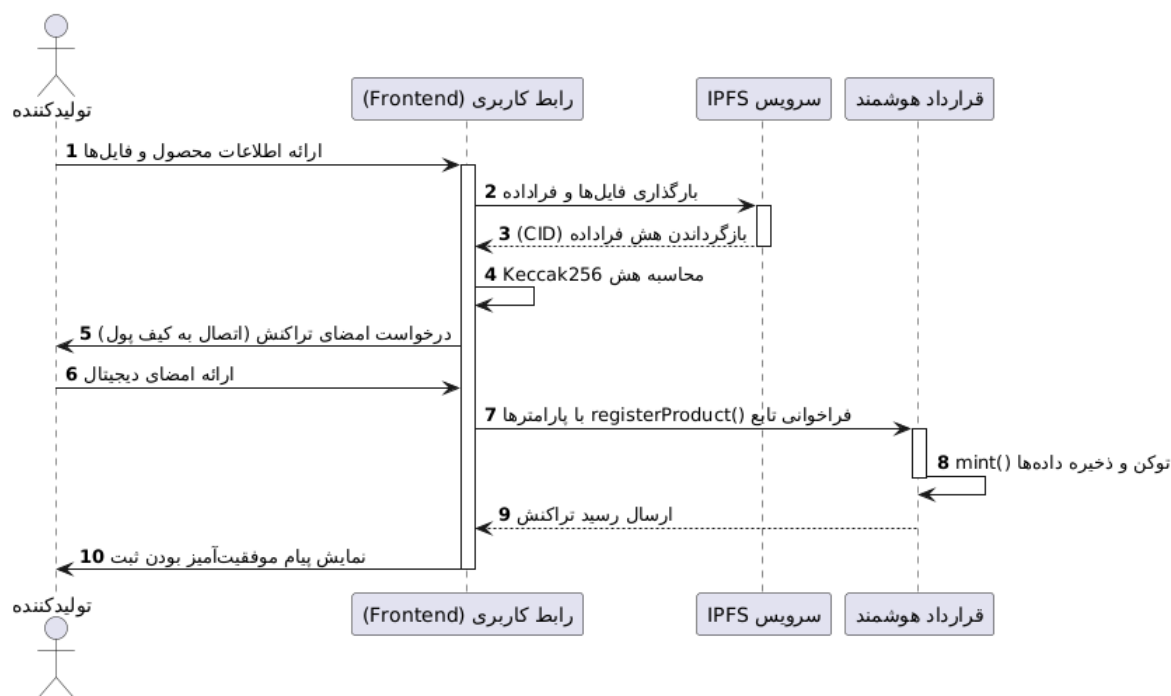 تولیدکننده
رابط کاربری (Frontend)
سرویس IPFS
قرارداد هوشمند
1 ارائه اطلاعات محصول و فایل‌ها
2 بارگذاری فایل‌ها و فراداده
3 بازگرداندن هش فراداده (CID)
4 محاسبه هش Keccak256
5 درخواست امضای تراکنش (اتصال به کیف پول)
6 ارائه امضای دیجیتال
7 فراخوانی تابع registerProduct() با پارامترها
8 mint() توکن و ذخیره داده‌ها
9 ارسال رسید تراکنش
10 نمایش پیام موفقیت‌آمیز بودن ثبت
تولیدکننده
رابط کاربری (Frontend)
سرویس IPFS
قرارداد هوشمند